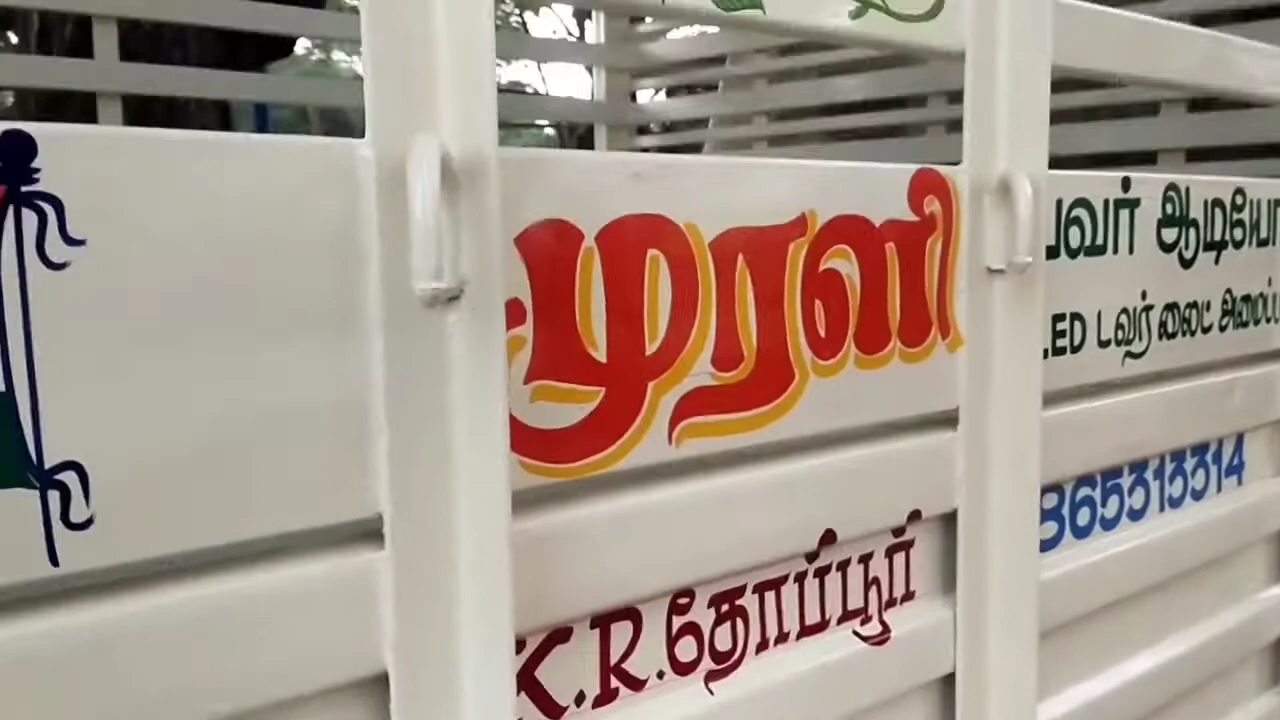 முரளி
K.R.தோப்பூர்
பவர் ஆடியோ
LED டவர் லைட் அமைப்
865313314